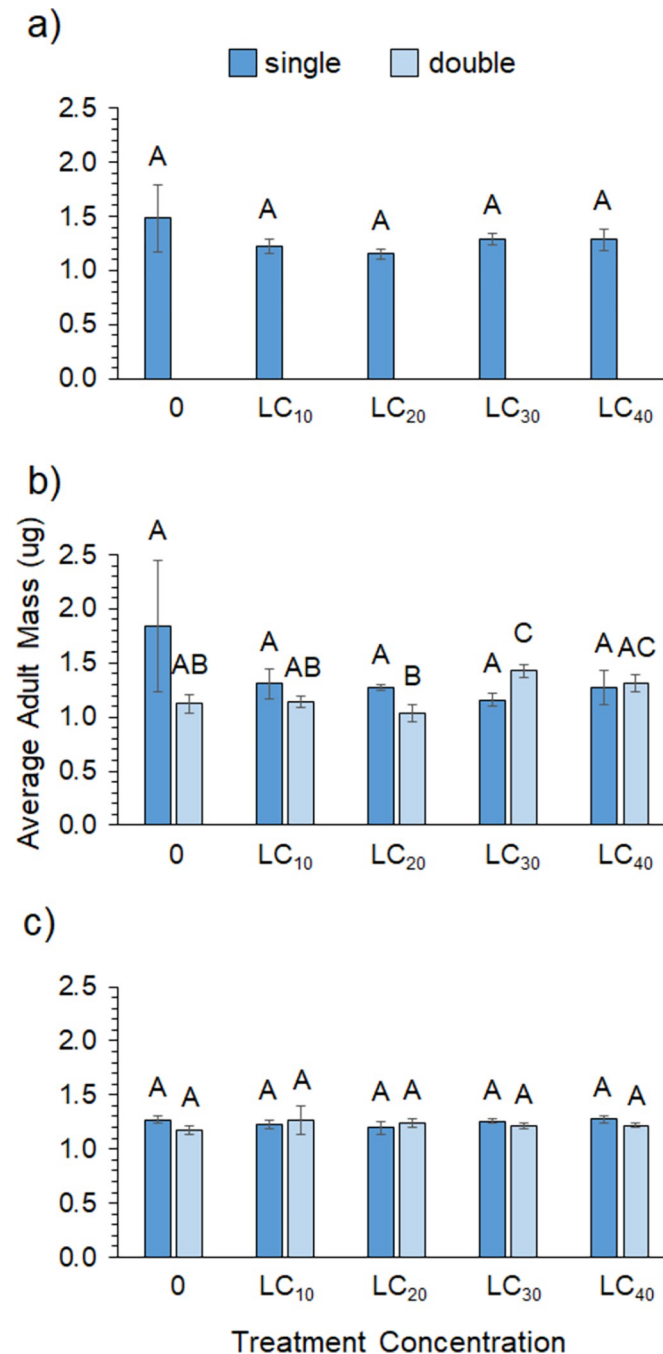 a)
single double
2.5
A
2.0
A A A A
1.5
1.0
0.5
0.0
0 LC₁₀ LC₂₀ LC₃₀ LC₄₀
b)
Average Adult Mass (ug)
A
2.5
2.0
AB A AB A B A C A AC
1.5
1.0
0.5
0.0
0 LC₁₀ LC₂₀ LC₃₀ LC₄₀
c)
2.5
2.0
A A A A A A A A A A
1.5
1.0
0.5
0.0
0 LC₁₀ LC₂₀ LC₃₀ LC₄₀
Treatment Concentration